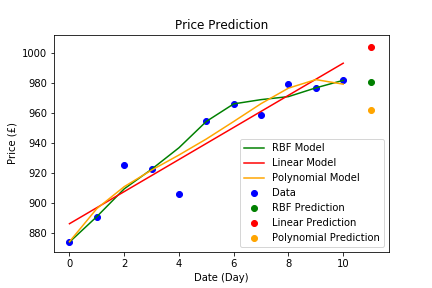 Price Prediction
Price (£)
1000
980
960
940
920
900
880
RBF Model
Linear Model
Polynomial Model
Data
RBF Prediction
Linear Prediction
Polynomial Prediction
0
2
4
6
8
10
Date (Day)